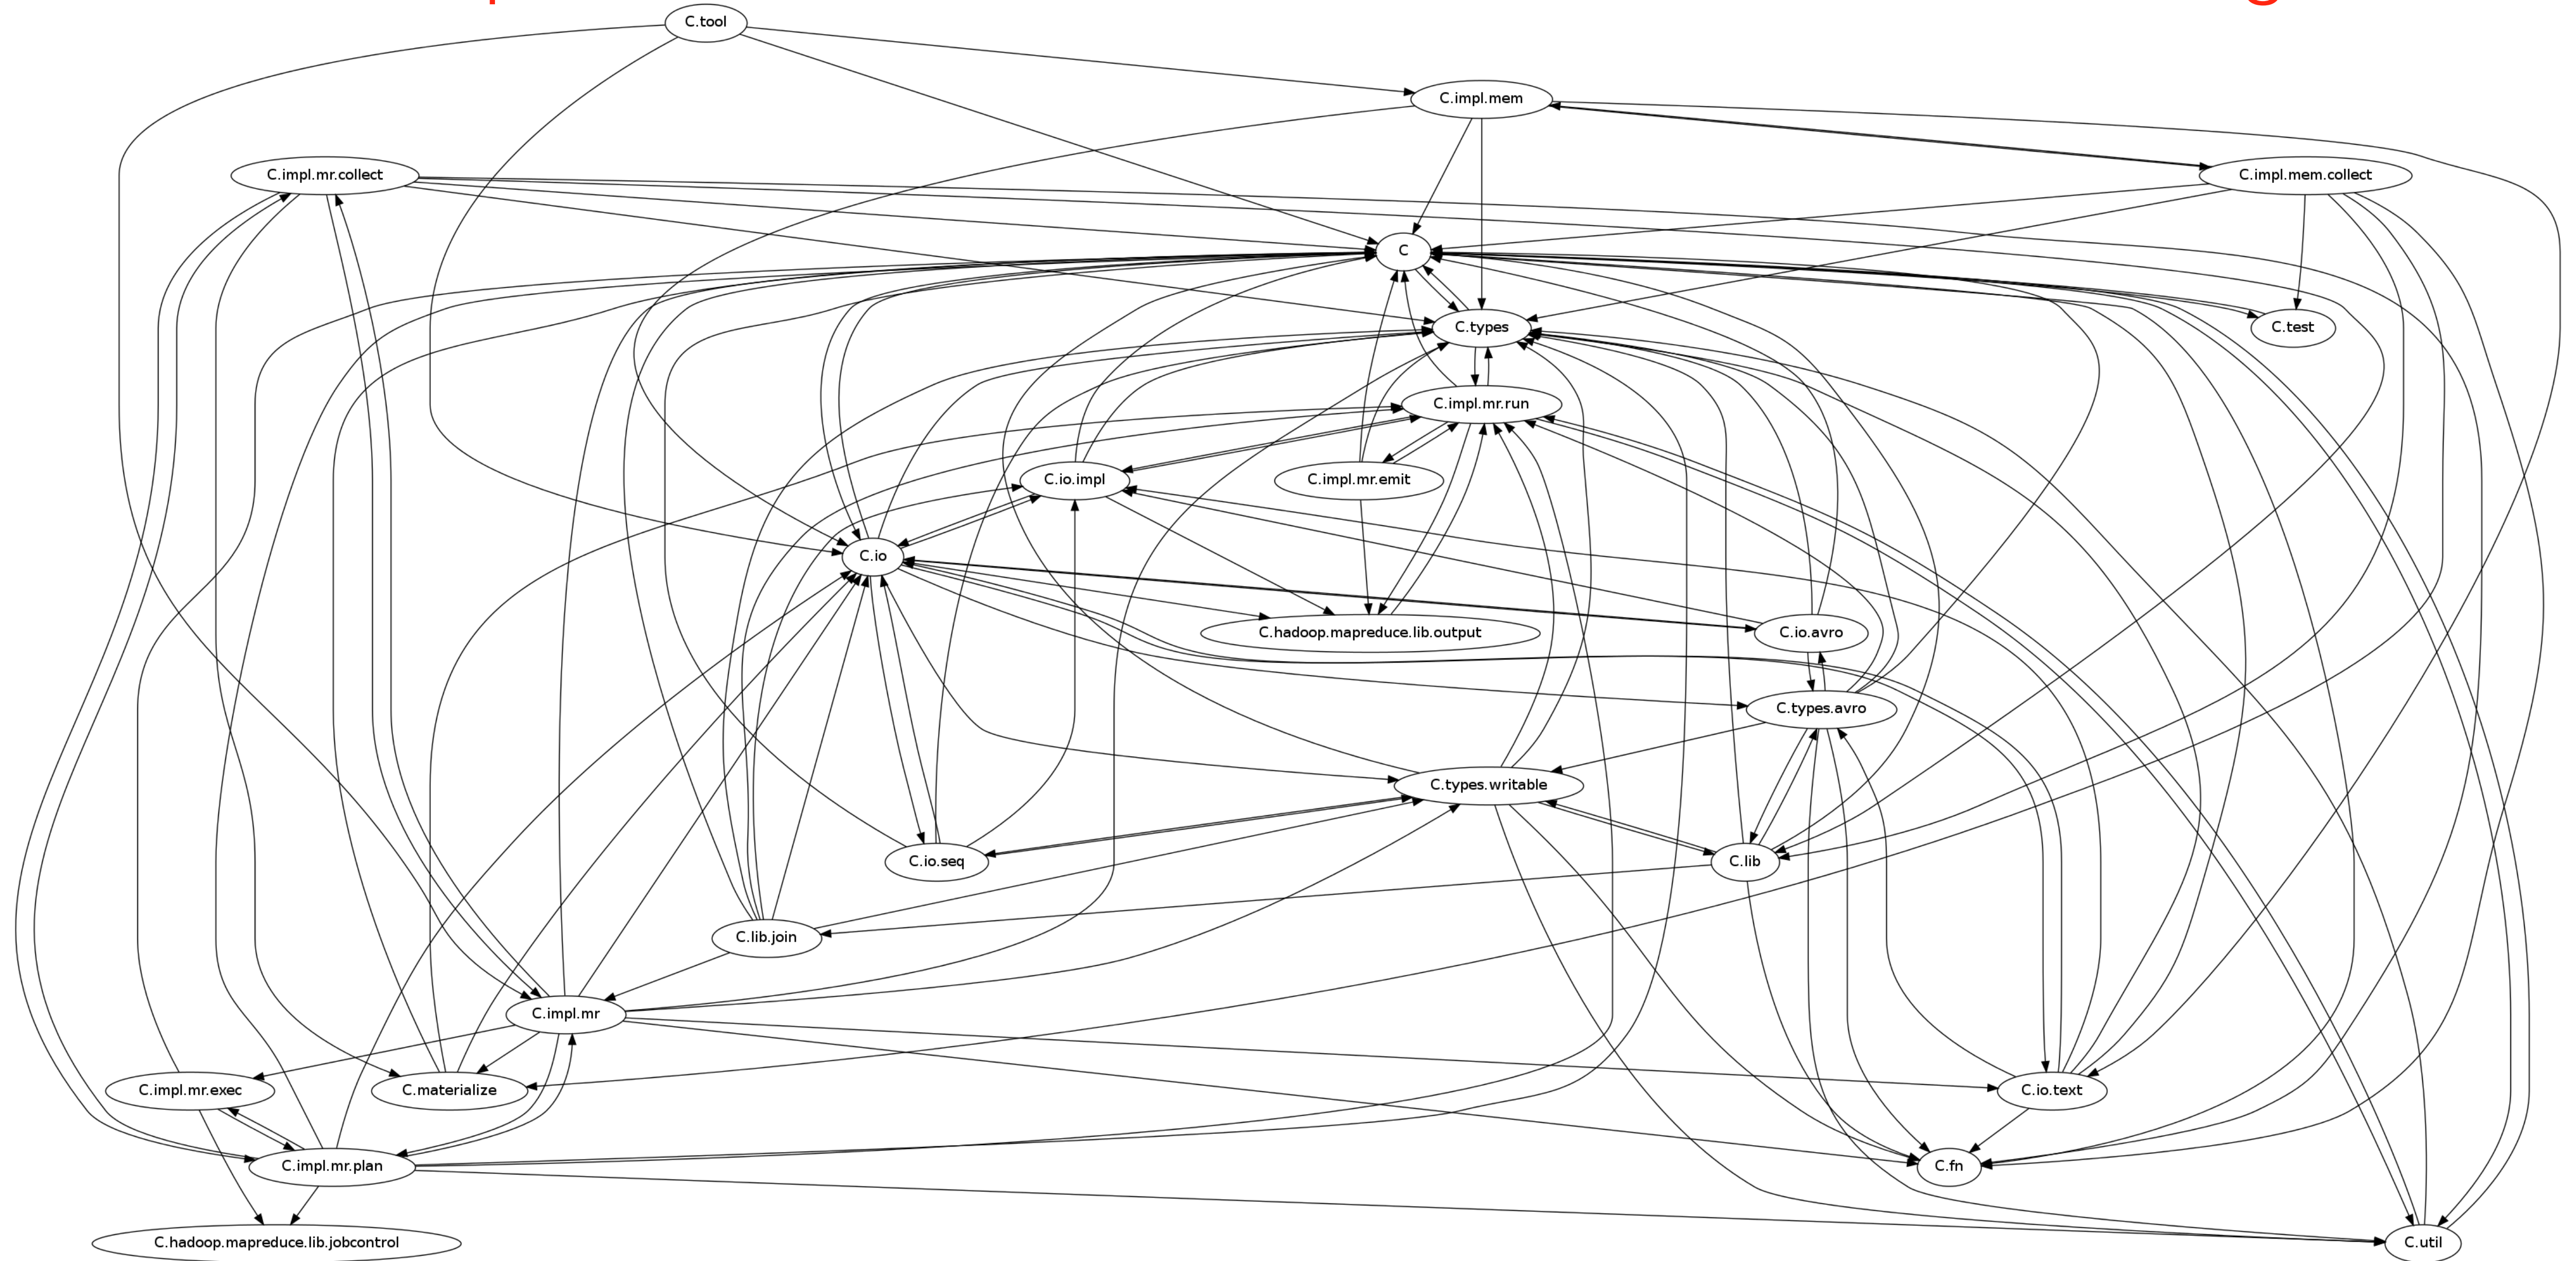 C.tool
C.impl.mem
C.impl.mr.collect
C.impl.mem.collect
C
C.types
C.test
C.impl.mr.run
C.io.impl
C.impl.mr.emit
C.io
C.hadoop.mapreduce.lib.output
C.io.avro
C.types.avro
C.types.writable
C.io.seq
C.lib
C.lib.join
C.impl.mr
C.impl.mr.exec
C.materialize
C.io.text
C.impl.mr.plan
C.fn
C.hadoop.mapreduce.lib.jobcontrol
C.util